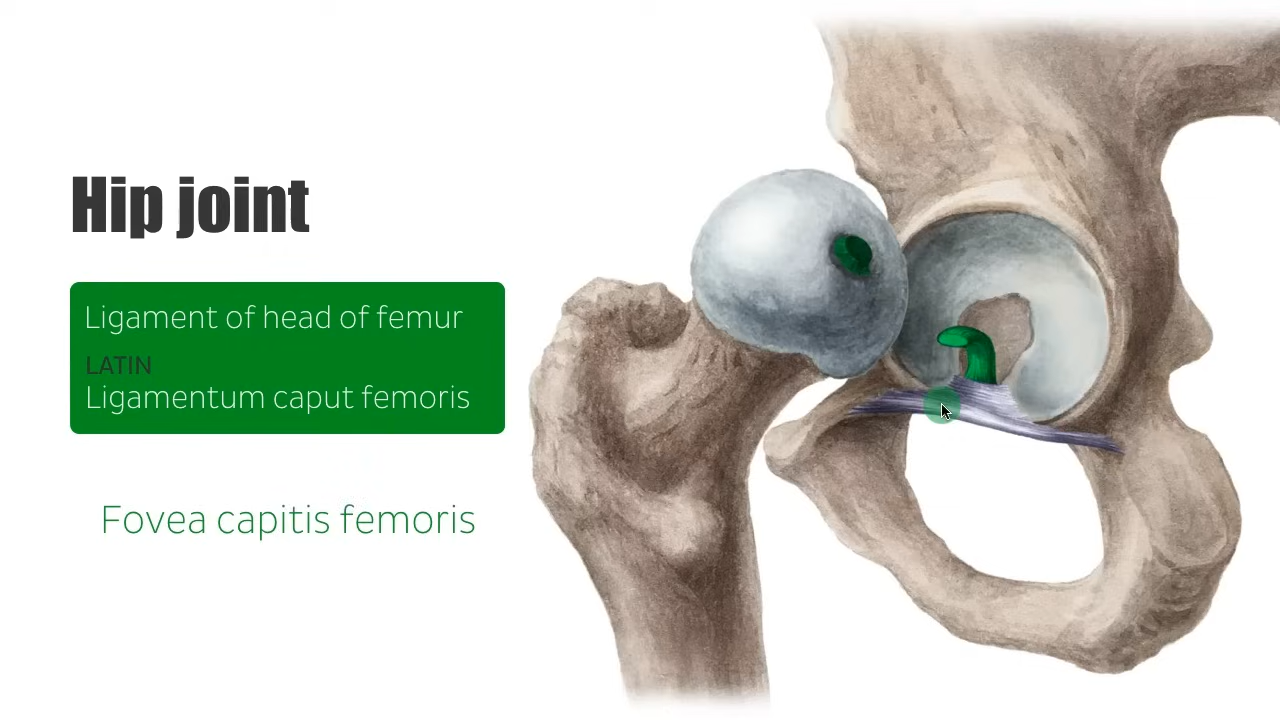 Hip joint
Ligament of head of femur
LATIN
Ligamentum caput femoris
Fovea capitis femoris